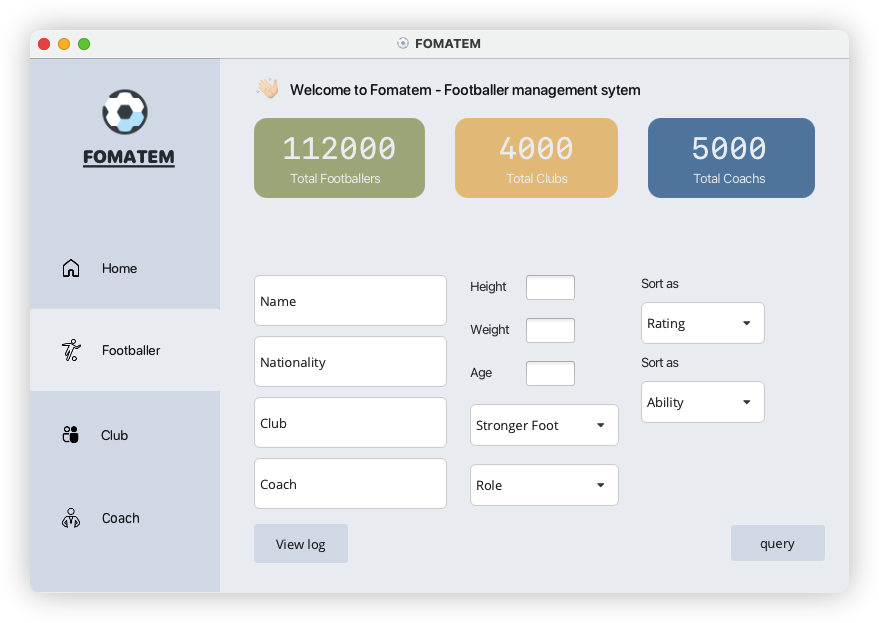 FOMATEM
FOMATEM
Home
Footballer
Club
Coach
Welcome to Fomatem - Footballer management sytem
112000
Total Footballers
4000
Total Clubs
5000
Total Coachs
Name
Nationality
Club
Coach
View log
Height
Weight
Age
Stronger Foot
Role
Sort as
Rating
Sort as
Ability
query